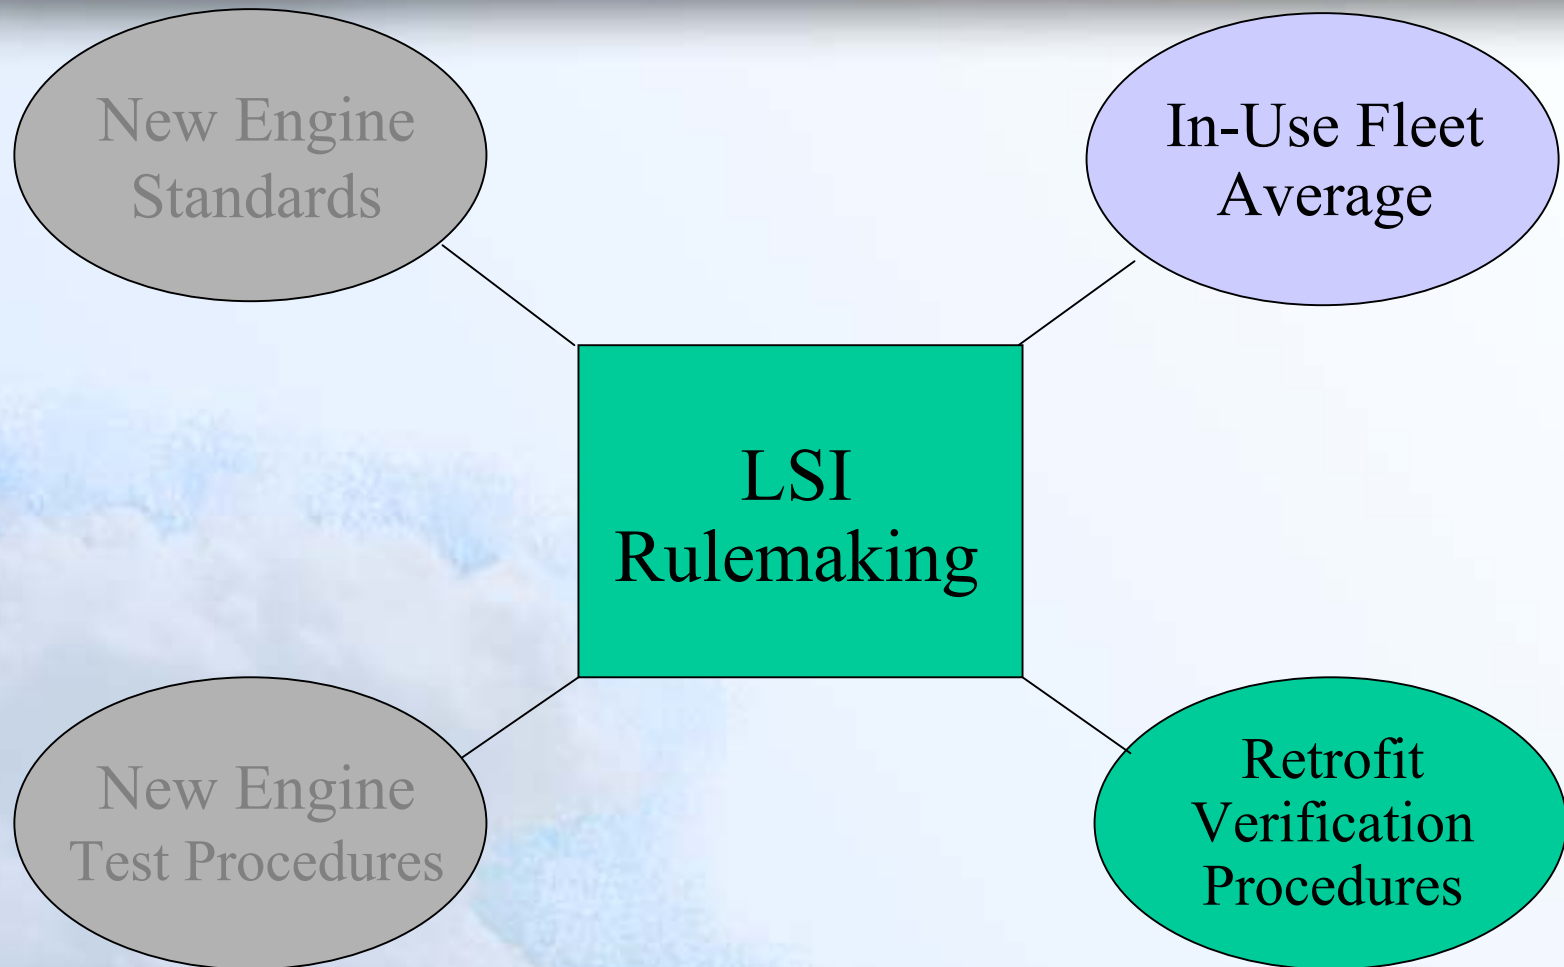 New Engine
Standards
In-Use Fleet
Average
LSI
Rulemaking
New Engine
Test Procedures
Retrofit
Verification
Procedures